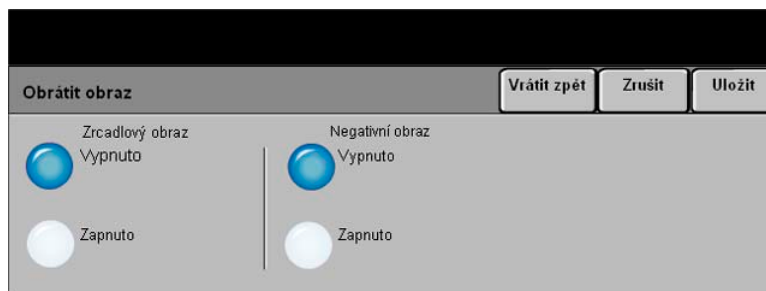 Obrátit obraz
Vrátit zpět
Zrušit
Uložit
Zrcadlový obraz
Vypnuto
Zapnuto
Negativní obraz
Vypnuto
Zapnuto